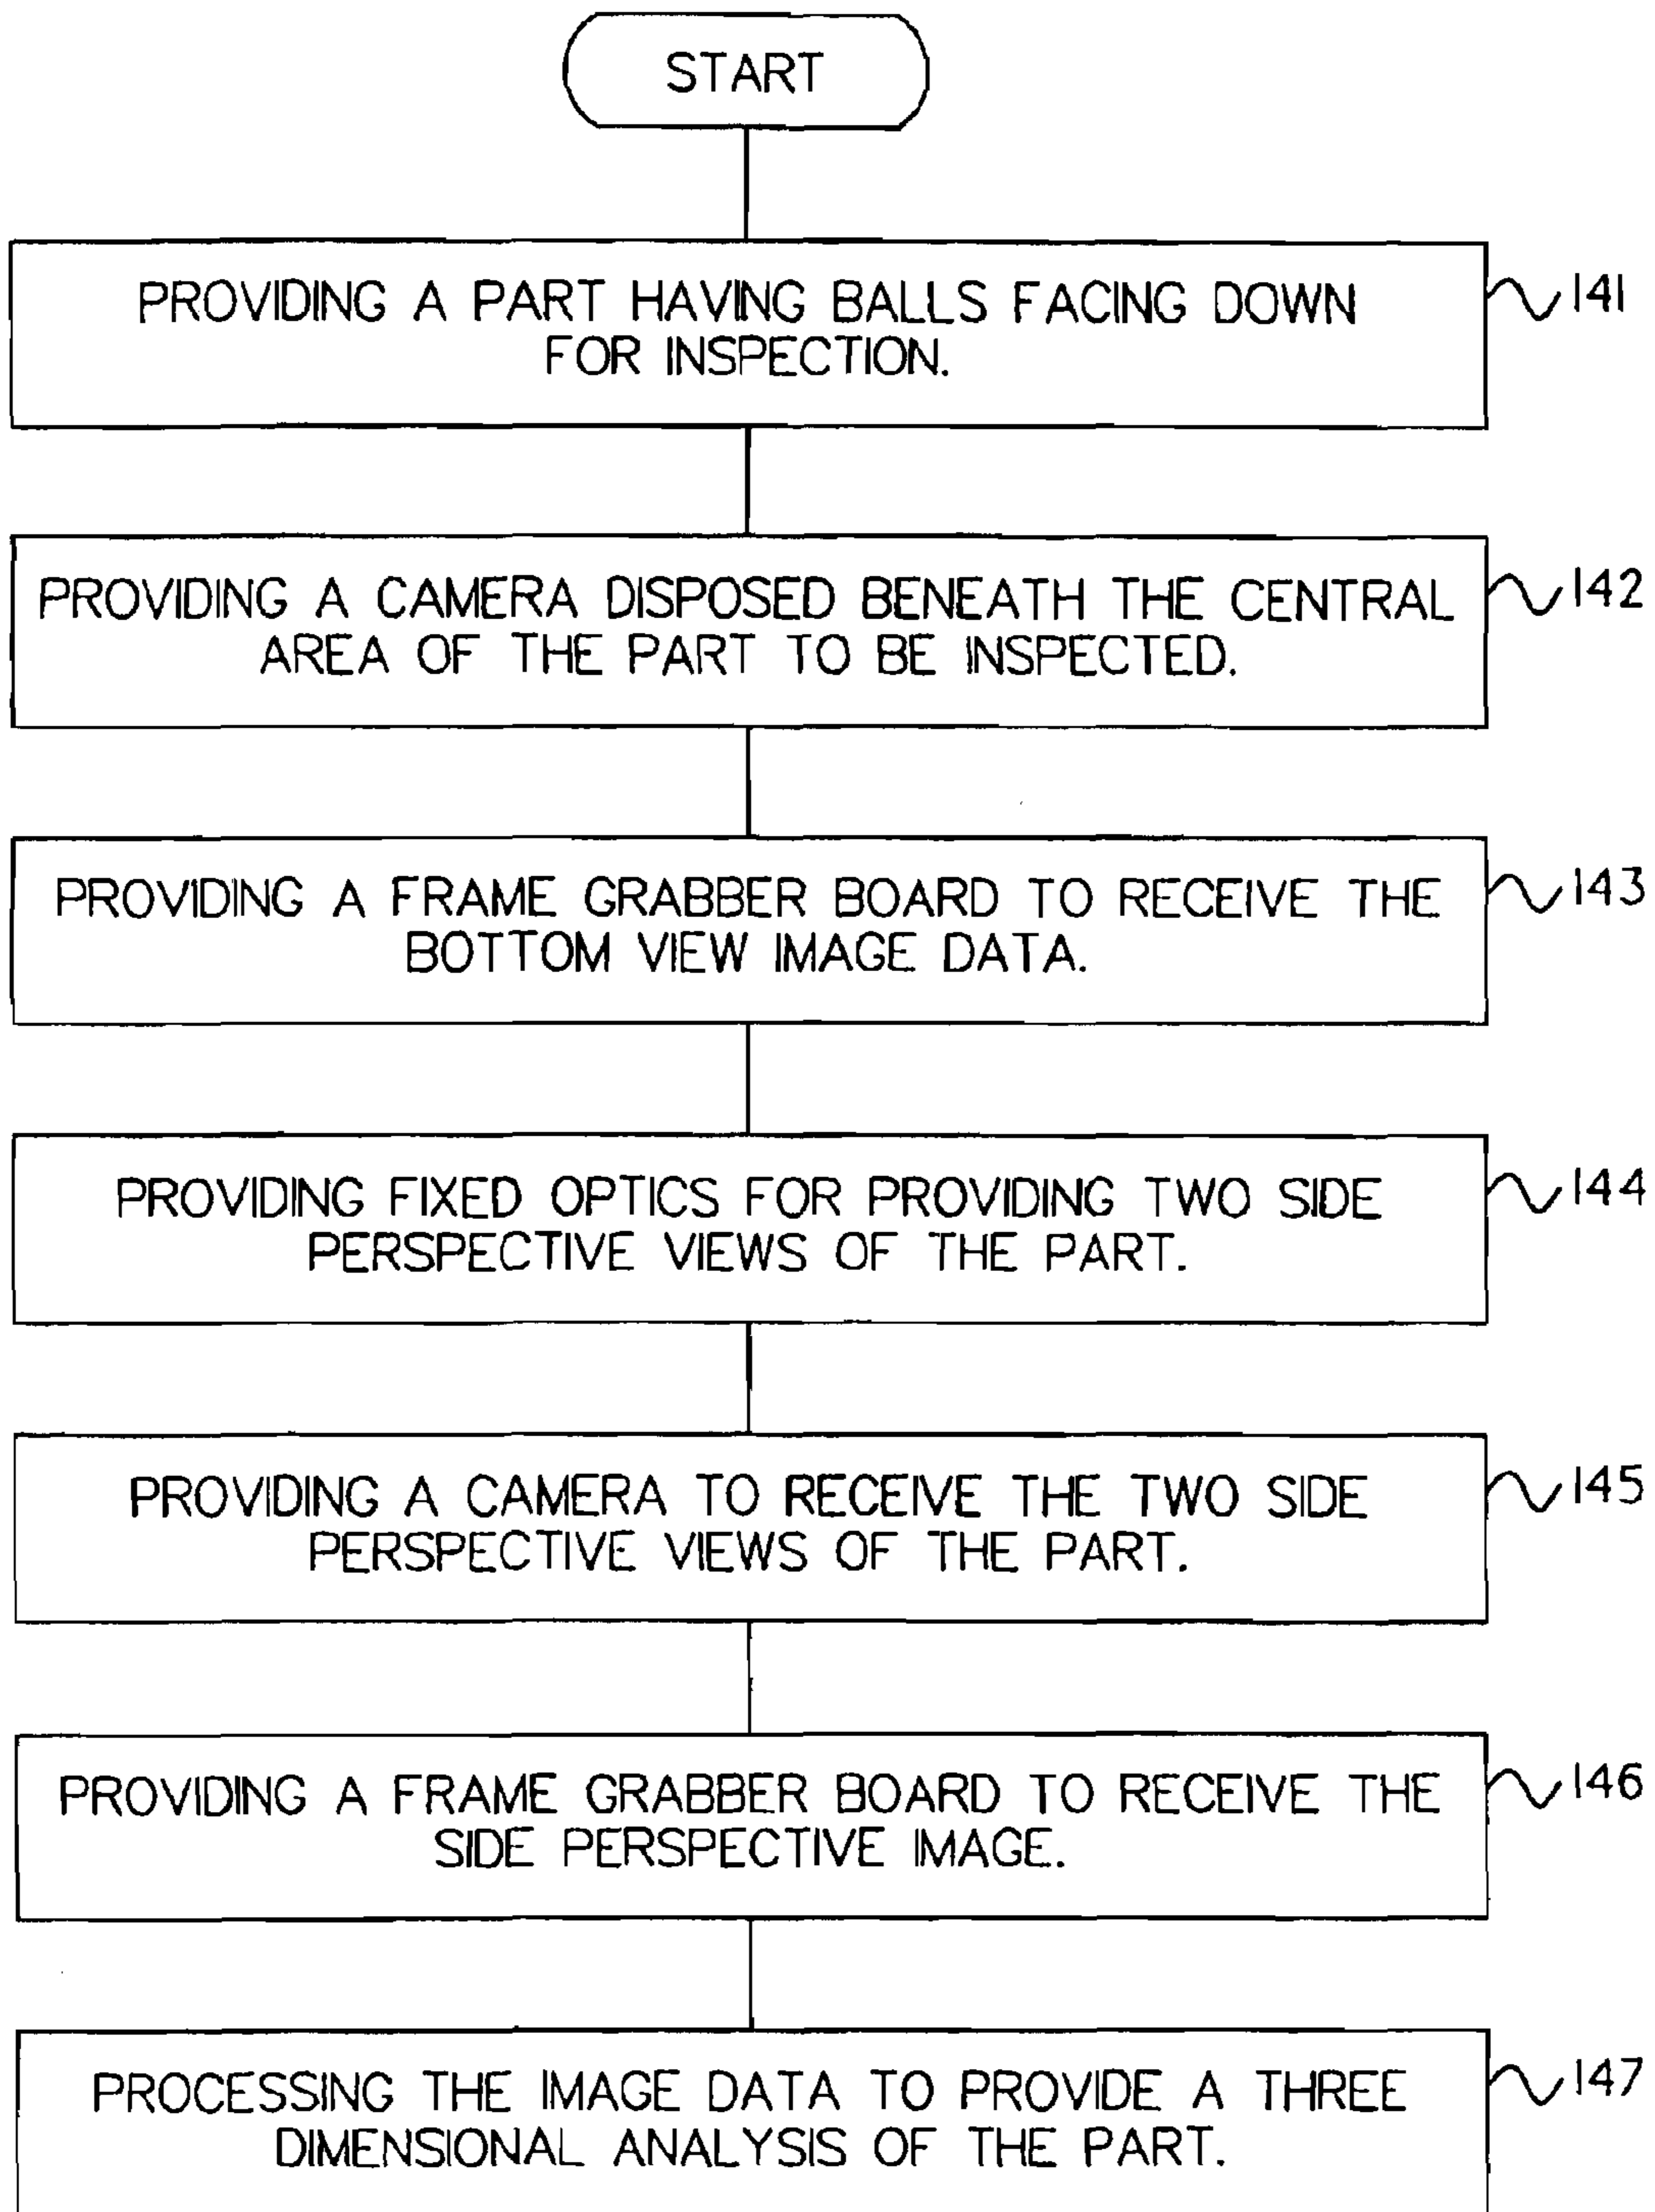 START
PROVIDING A PART HAVING BALLS FACING DOWN
FOR INSPECTION.
141
PROVIDING A CAMERA DISPOSED BENEATH THE CENTRAL
AREA OF THE PART TO BE INSPECTED.
142
PROVIDING A FRAME GRABBER BOARD TO RECEIVE THE
BOTTOM VIEW IMAGE DATA.
143
PROVIDING FIXED OPTICS FOR PROVIDING TWO SIDE
PERSPECTIVE VIEWS OF THE PART.
144
PROVIDING A CAMERA TO RECEIVE THE TWO SIDE
PERSPECTIVE VIEWS OF THE PART.
145
PROVIDING A FRAME GRABBER BOARD TO RECEIVE THE
SIDE PERSPECTIVE IMAGE.
146
PROCESSING THE IMAGE DATA TO PROVIDE A THREE
DIMENSIONAL ANALYSIS OF THE PART.
147